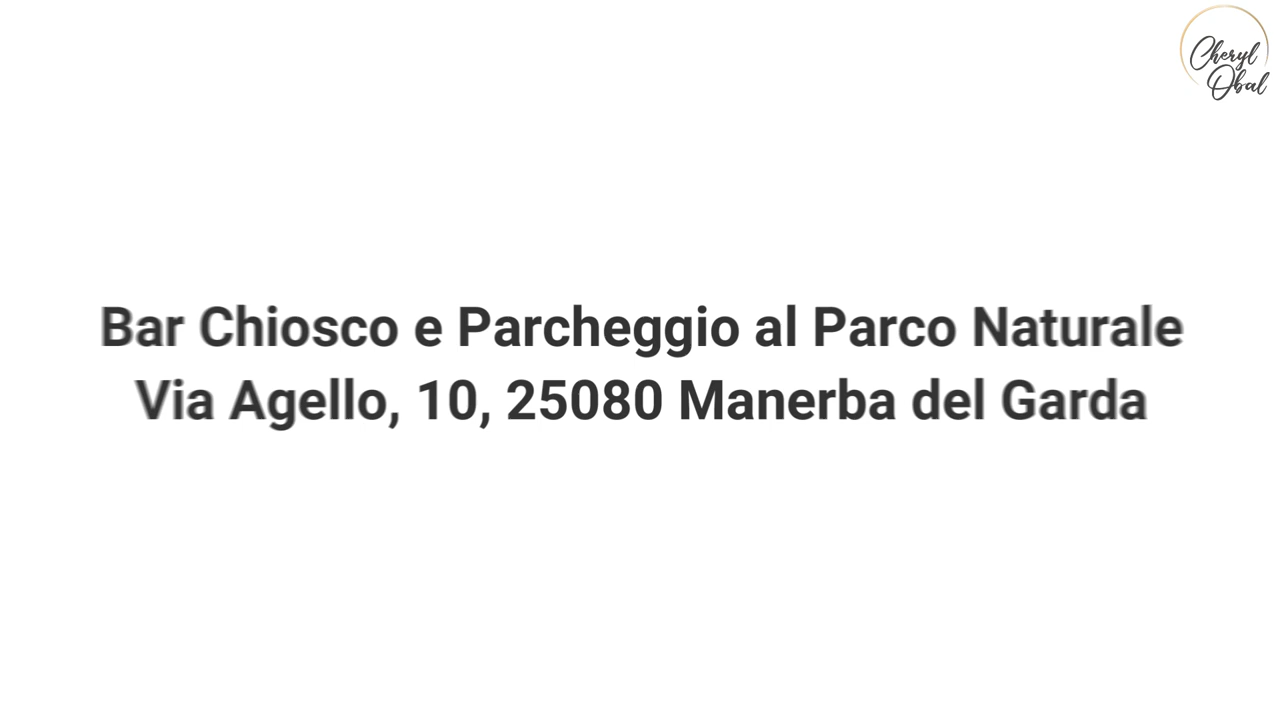 Cheryl
Obal
Bar Chiosco e Parcheggio al Parco Naturale
Via Agello, 10, 25080 Manerba del Garda